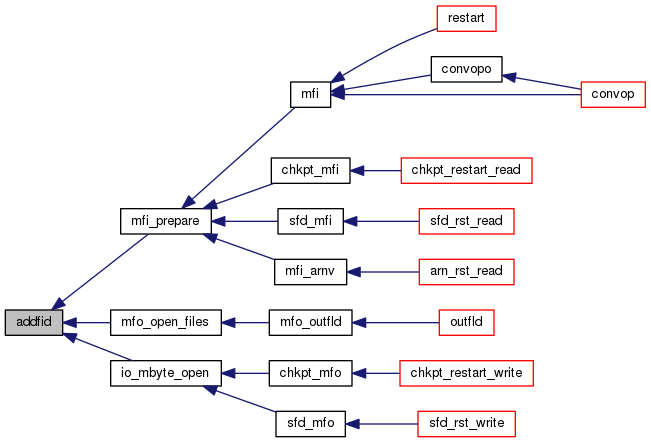 restart
convopo
mfi
convop
chkpt_mfi
chkpt_restart_read
mfi_prepare
sfd_mfi
sfd_rst_read
mfi_arnv
arn_rst_read
addfid
mfo_open_files
mfo_outfld
outfld
io_mbyte_open
chkpt_mfo
chkpt_restart_write
sfd_mfo
sfd_rst_write